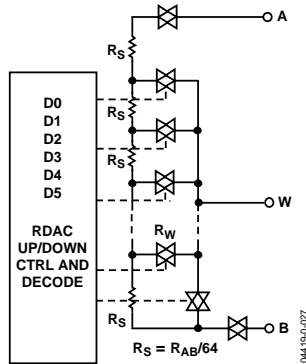 A
RS
RS
D0
D1
D2
RS
D3
D4
D5
W
RDAC
UP/DOWN
CTRL AND
DECODE
RW
RS
RS = RAB/64
B
04419-0-027